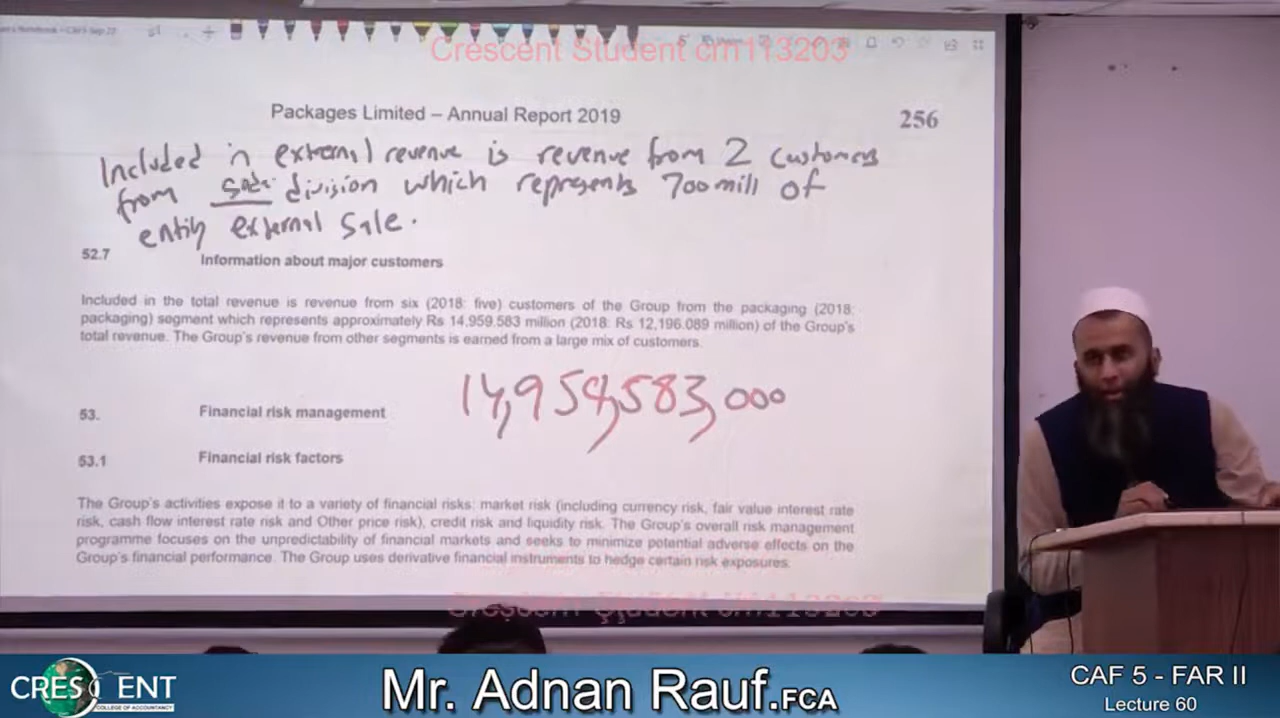 Crescent Student cm113203
Packages Limited – Annual Report 2019
256
Included in external revenue is revenue from 2 customers
from division which represents 700 mill of
entity external sale.
52.7 Information about major customers
Included in the total revenue is revenue from six (2018: five) customers of the Group from the packaging (2018:
packaging) segment which represents approximately Rs 14,959.583 million (2018: Rs 12,196.089 million) of the Group's
total revenue. The Group's revenue from other segments is earned from a large mix of customers.
14,959,583,000
53. Financial risk management
53.1 Financial risk factors
The Group's activities expose it to a variety of financial risks: market risk (including currency risk, fair value interest rate
risk, cash flow interest rate risk and Other price risk), credit risk and liquidity risk. The Group's overall risk management
programme focuses on the unpredictability of financial markets and seeks to minimize potential adverse effects on the
Group's financial performance. The Group uses derivative financial instruments to hedge certain risk exposures.
Crescent Student cm113203
CRESCENT
COLLEGE OF ACCOUNTANCY
Mr. Adnan Rauf.FCA
CAF 5 - FAR II
Lecture 60